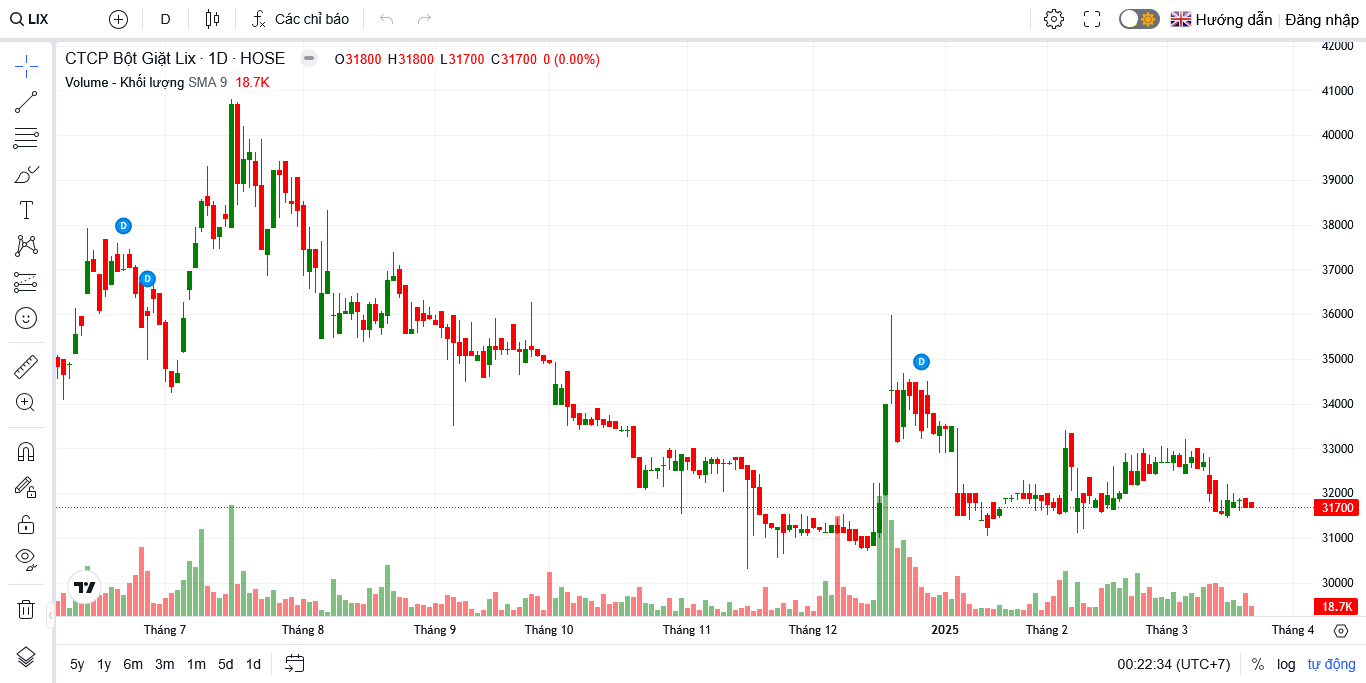 LIX D Các chỉ báo Hướng dẫn Đăng nhập
CTCP Bột Giặt Lix · 1D · HOSE O31800 H31800 L31700 C31700 0 (0.00%)
Volume - Khối lượng SMA 9 18.7K
42000
41000
40000
39000
38000
37000
36000
35000
34000
33000
32000
31700
31000
30000
18.7K
D
D
D
Tháng 7 Tháng 8 Tháng 9 Tháng 10 Tháng 11 Tháng 12 2025 Tháng 2 Tháng 3 Tháng 4
5y 1y 6m 3m 1m 5d 1d 00:22:34 (UTC+7) % log tự động